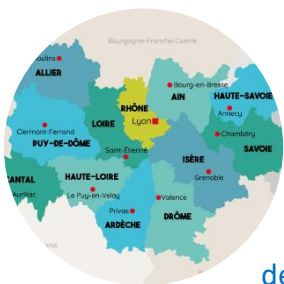 Bourgogne-Franche-Comté
oulins
ALLIER
Bourg-en-Bresse
AIN
HAUTE-SAVOIE
RHÔNE
Annecy
LOIRE
Lyon
Clermont-Ferrand
PUY-DE-DÔME
Chambéry
SAVOIE
Saint-Étienne
ISÈRE
HAUTE-LOIRE
Grenoble
CANTAL
Aurillac
Le Puy-en-Velay
Valence
Privas
DRÔME
ARDÈCHE
de